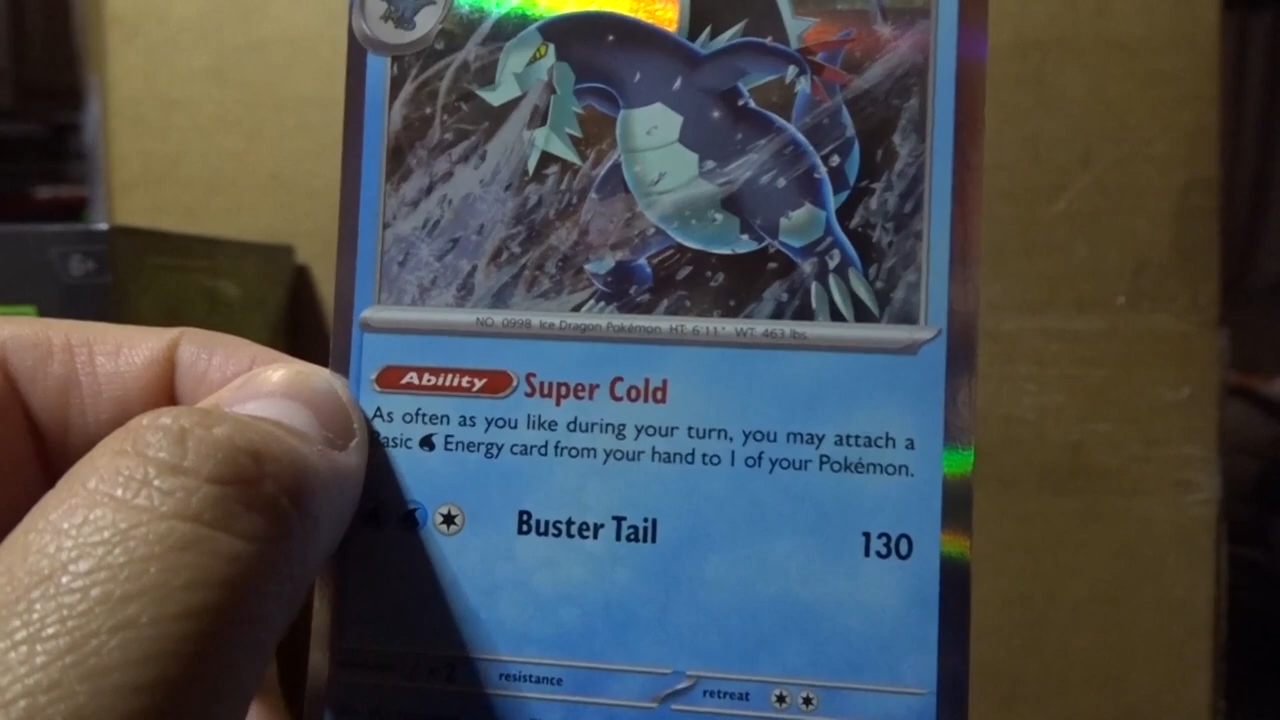 6+
NO. 0998 Ice Dragon Pokémon HT: 6'11" WT: 463 lbs.
Ability Super Cold
As often as you like during your turn, you may attach a
Basic Energy card from your hand to 1 of your Pokémon.
Buster Tail 130
resistance retreat